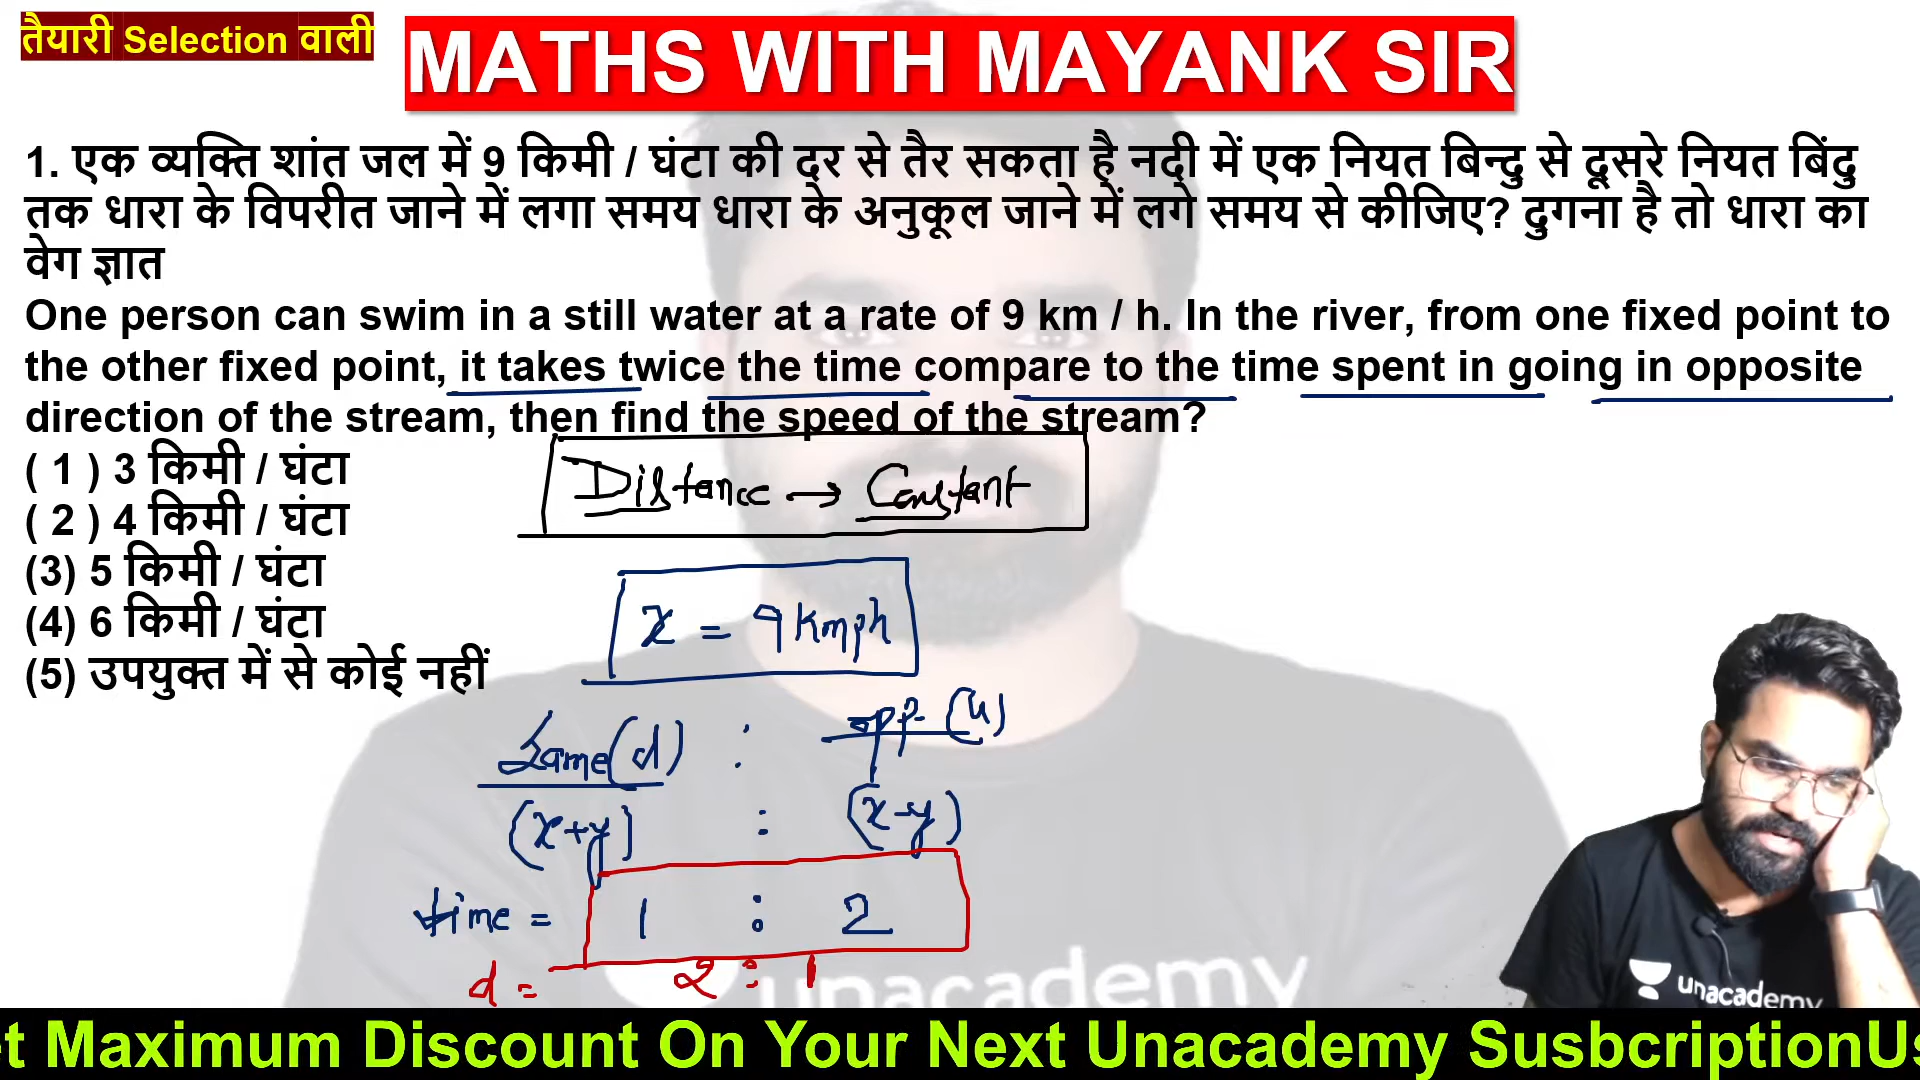 तैयारी Selection वाली
MATHS WITH MAYANK SIR
1. एक व्यक्ति शांत जल में 9 किमी / घंटा की दर से तैर सकता है नदी में एक नियत बिन्दु से दूसरे नियत बिंदु
तक धारा के विपरीत जाने में लगा समय धारा के अनुकूल जाने में लगे समय से कीजिए? दुगना है तो धारा का
वेग ज्ञात
One person can swim in a still water at a rate of 9 km / h. In the river, from one fixed point to
the other fixed point, it takes twice the time compare to the time spent in going in opposite
direction of the stream, then find the speed of the stream?
( 1 ) 3 किमी / घंटा
( 2 ) 4 किमी / घंटा
(3) 5 किमी / घंटा
(4) 6 किमी / घंटा
(5) उपयुक्त में से कोई नहीं
Distance → Constant
x = 9 Kmph
Same(d) : opp. (u)
(x+y) : (x-y)
time = 1 : 2
d = 2 : 1
unacademy
unacademy
t Maximum Discount On Your Next Unacademy SusbcriptionUs